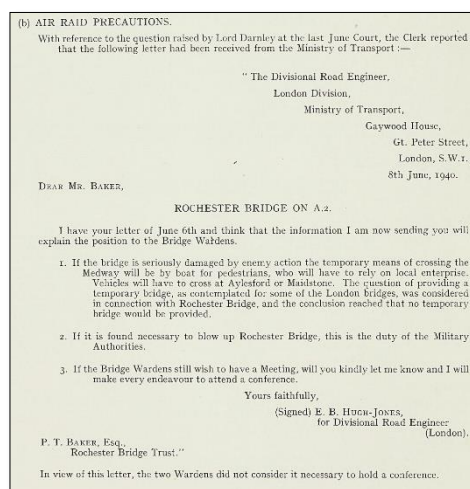 (b) AIR RAID PRECAUTIONS.
With reference to the question raised by Lord Darnley at the last June Court, the Clerk reported
that the following letter had been received from the Ministry of Transport :—
" The Divisional Road Engineer,
London Division,
Ministry of Transport,
Gaywood House,
Gt. Peter Street,
London, S.W.1.
8th June, 1940.
DEAR MR. BAKER,
ROCHESTER BRIDGE ON A.2.
I have your letter of June 6th and think that the information I am now sending you will
explain the position to the Bridge Wardens.
1. If the bridge is seriously damaged by enemy action the temporary means of crossing the
Medway will be by boat for pedestrians, who will have to rely on local enterprise.
Vehicles will have to cross at Aylesford or Maidstone. The question of providing a
temporary bridge, as contemplated for some of the London bridges, was considered
in connection with Rochester Bridge, and the conclusion reached that no temporary
bridge would be provided.
2. If it is found necessary to blow up Rochester Bridge, this is the duty of the Military
Authorities.
3. If the Bridge Wardens still wish to have a Meeting, will you kindly let me know and I will
make every endeavour to attend a conference.
Yours faithfully,
(Signed) E. B. HUGH-JONES,
for Divisional Road Engineer
(London).
P. T. BAKER, Esq.,
Rochester Bridge Trust."
In view of this letter, the two Wardens did not consider it necessary to hold a conference.